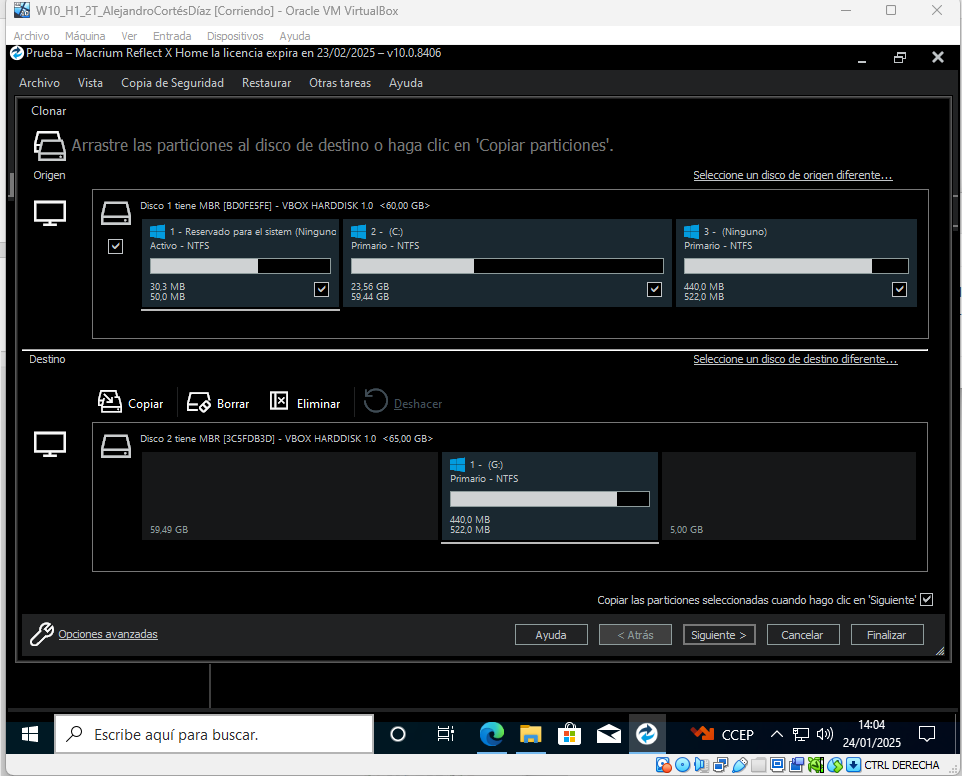 W10_H1_2T_AlejandroCortésDíaz [Corriendo] - Oracle VM VirtualBox
Archivo Máquina Ver Entrada Dispositivos Ayuda
Prueba – Macrium Reflect X Home la licencia expira en 23/02/2025 – v10.0.8406
Archivo Vista Copia de Seguridad Restaurar Otras tareas Ayuda
Clonar
Arrastre las particiones al disco de destino o haga clic en 'Copiar particiones'.
Origen
Seleccione un disco de origen diferente...
Disco 1 tiene MBR [BD0FE5FE] - VBOX HARDDISK 1.0 <60,00 GB>
1 - Reservado para el sistem (Ninguno 2 - (C:) 3 - (Ninguno)
Activo - NTFS Primario - NTFS Primario - NTFS
30,3 MB 23,56 GB 440,0 MB
50,0 MB 59,44 GB 522,0 MB
Destino
Seleccione un disco de destino diferente...
Copiar Borrar Eliminar Deshacer
Disco 2 tiene MBR [3C5FDB3D] - VBOX HARDDISK 1.0 <65,00 GB>
1 - (G:)
Primario - NTFS
440,0 MB
59,49 GB 522,0 MB 5,00 GB
Copiar las particiones seleccionadas cuando hago clic en 'Siguiente'
Opciones avanzadas Ayuda < Atrás Siguiente > Cancelar Finalizar
Escribe aquí para buscar. CCEP 14:04
24/01/2025
CTRL DERECHA